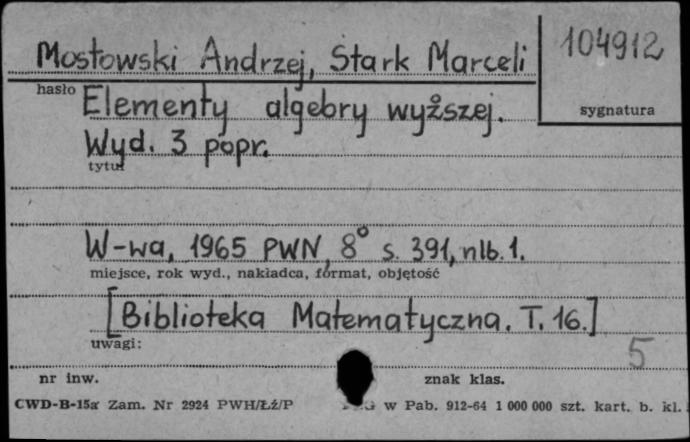 Mostowski Andrzej, Stark Marceli
104912
hasło
sygnatura
Elementy algebry wyższej.
Wyd. 3 popr.
tytuł
W-wa, 1965 PWN, 8° s. 391, nlb. 1.
miejsce, rok wyd., nakładca, format, objętość
[Biblioteka Matematyczna. T. 16.]
uwagi:
5
nr inw.
znak klas.
CWD-B-15a Zam. Nr 2924 PWH/Łź/P w Pab. 912-64 1 000 000 szt. kart. b. kl.